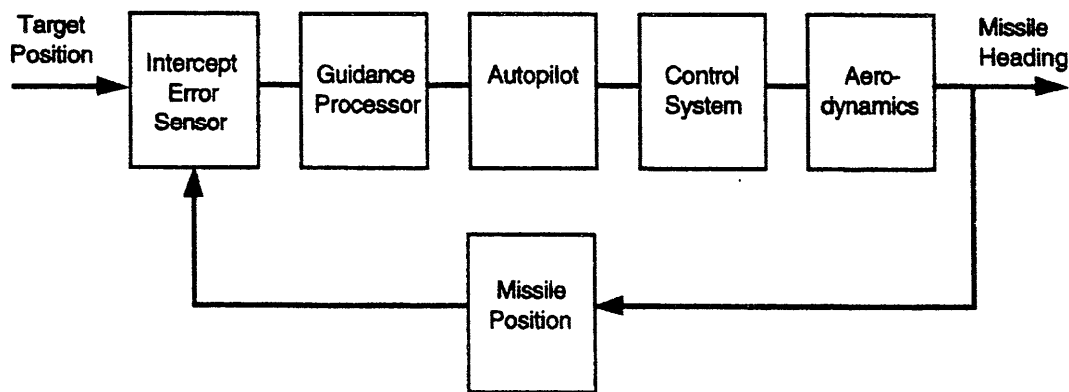 Target
Position
Intercept
Error
Sensor
Guidance
Processor
Autopilot
Control
System
Aero-
dynamics
Missile
Heading
Missile
Position